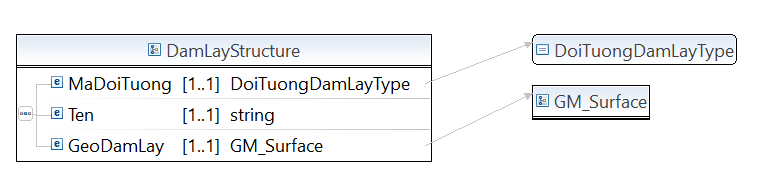 DamLayStructure
MaDoiTuong [1..1] DoiTuongDamLayType
Ten [1..1] string
GeoDamLay [1..1] GM_Surface
DoiTuongDamLayType
GM_Surface